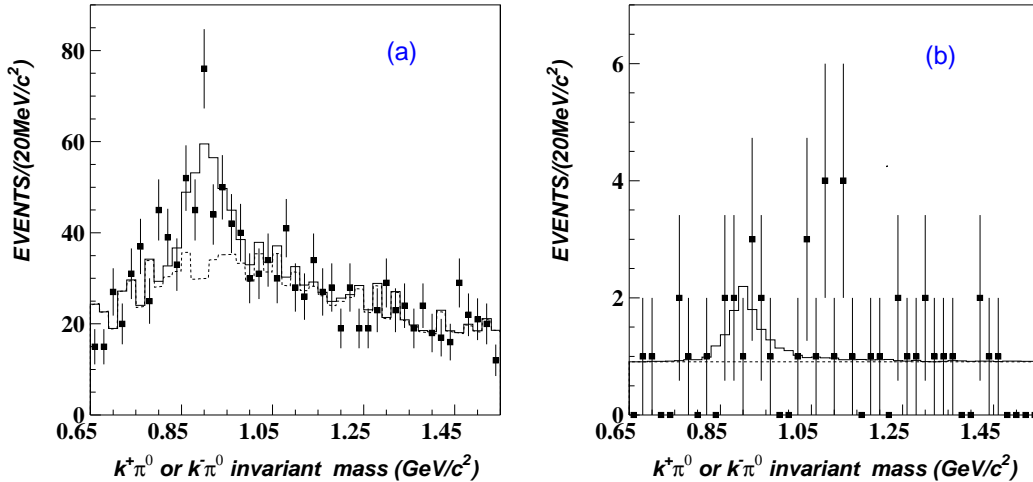 EVENTS/(20MeV/c²)
(a)
80
60
40
20
0
0.65 0.85 1.05 1.25 1.45
k⁺π⁰ or k⁻π⁰ invariant mass (GeV/c²)
EVENTS/(20MeV/c²)
(b)
6
4
2
0
0.65 0.85 1.05 1.25 1.45
k⁺π⁰ or k⁻π⁰ invariant mass (GeV/c²)